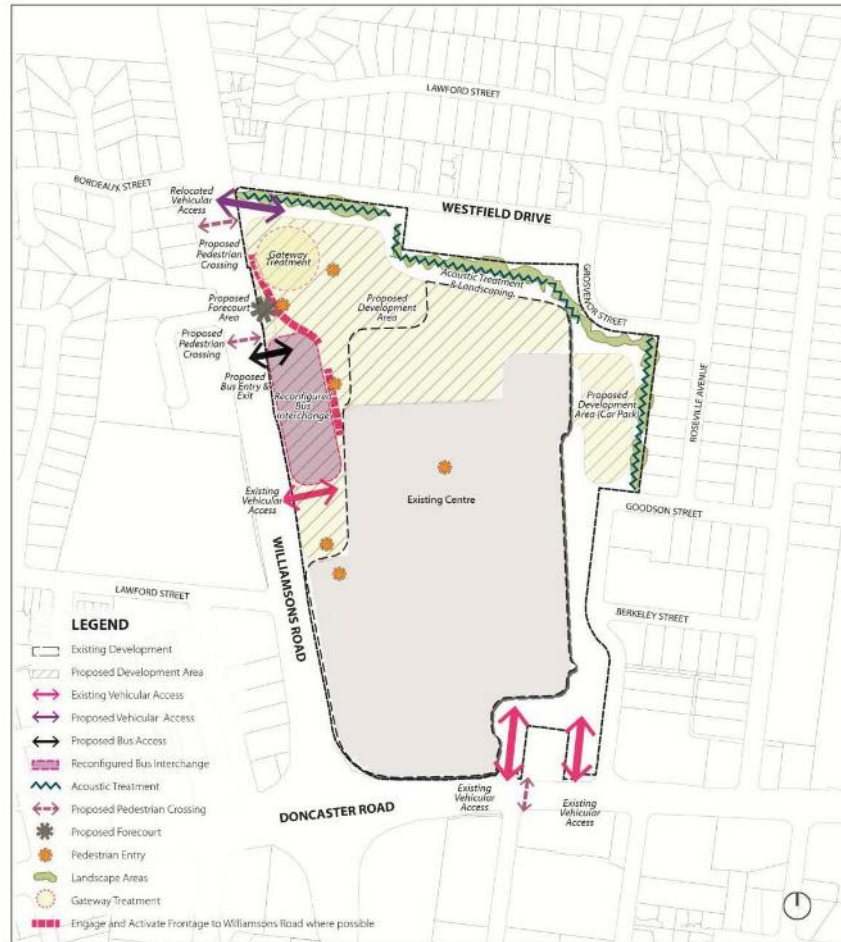 LAWFORD STREET
BORDEAUX STREET
Relocated
Vehicular
Access
WESTFIELD DRIVE
Proposed
Pedestrian
Crossing
Gateway
Treatment
GROSVENOR STREET
Acoustic Treatment
& Landscaping.
Proposed
Forecourt
Area
Proposed
Development
Area
Proposed
Pedestrian
Crossing
Proposed
Bus Entry &
Exit
Reconfigured
Bus
Interchange
Proposed
Development
Area (Car Park)
ROSEVILLE AVENUE
Existing
Vehicular
Access
Existing Centre
GOODSON STREET
WILLIAMSONS ROAD
LAWFORD STREET
BERKELEY STREET
LEGEND
Existing Development
Proposed Development Area
Existing Vehicular Access
Proposed Vehicular Access
Proposed Bus Access
Reconfigured Bus Interchange
Acoustic Treatment
Proposed Pedestrian Crossing
Proposed Forecourt
Pedestrian Entry
Landscape Areas
Gateway Treatment
Engage and Activate Frontage to Williamsons Road where possible
DONCASTER ROAD
Existing
Vehicular
Access
Existing
Vehicular
Access